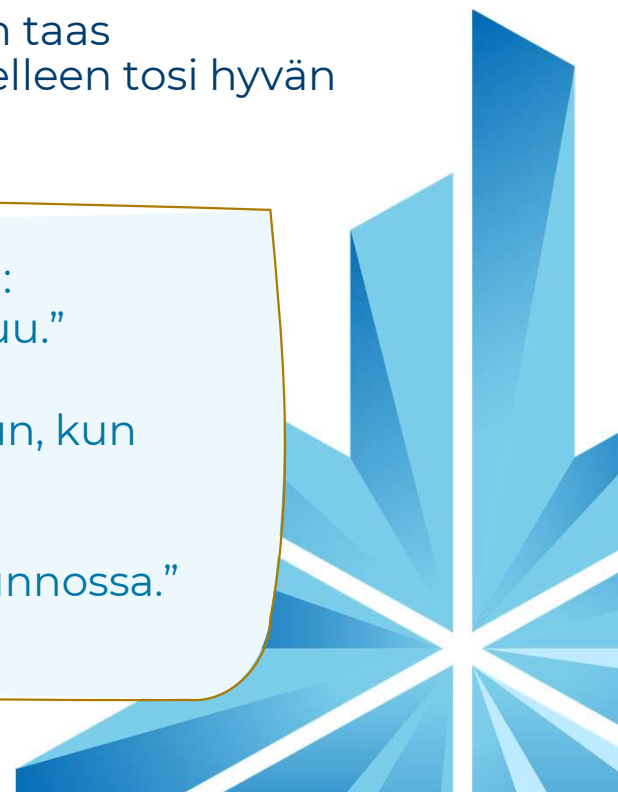 n taas
elleen tosi hyvän
:
uu.”
un, kun
unnossa.”